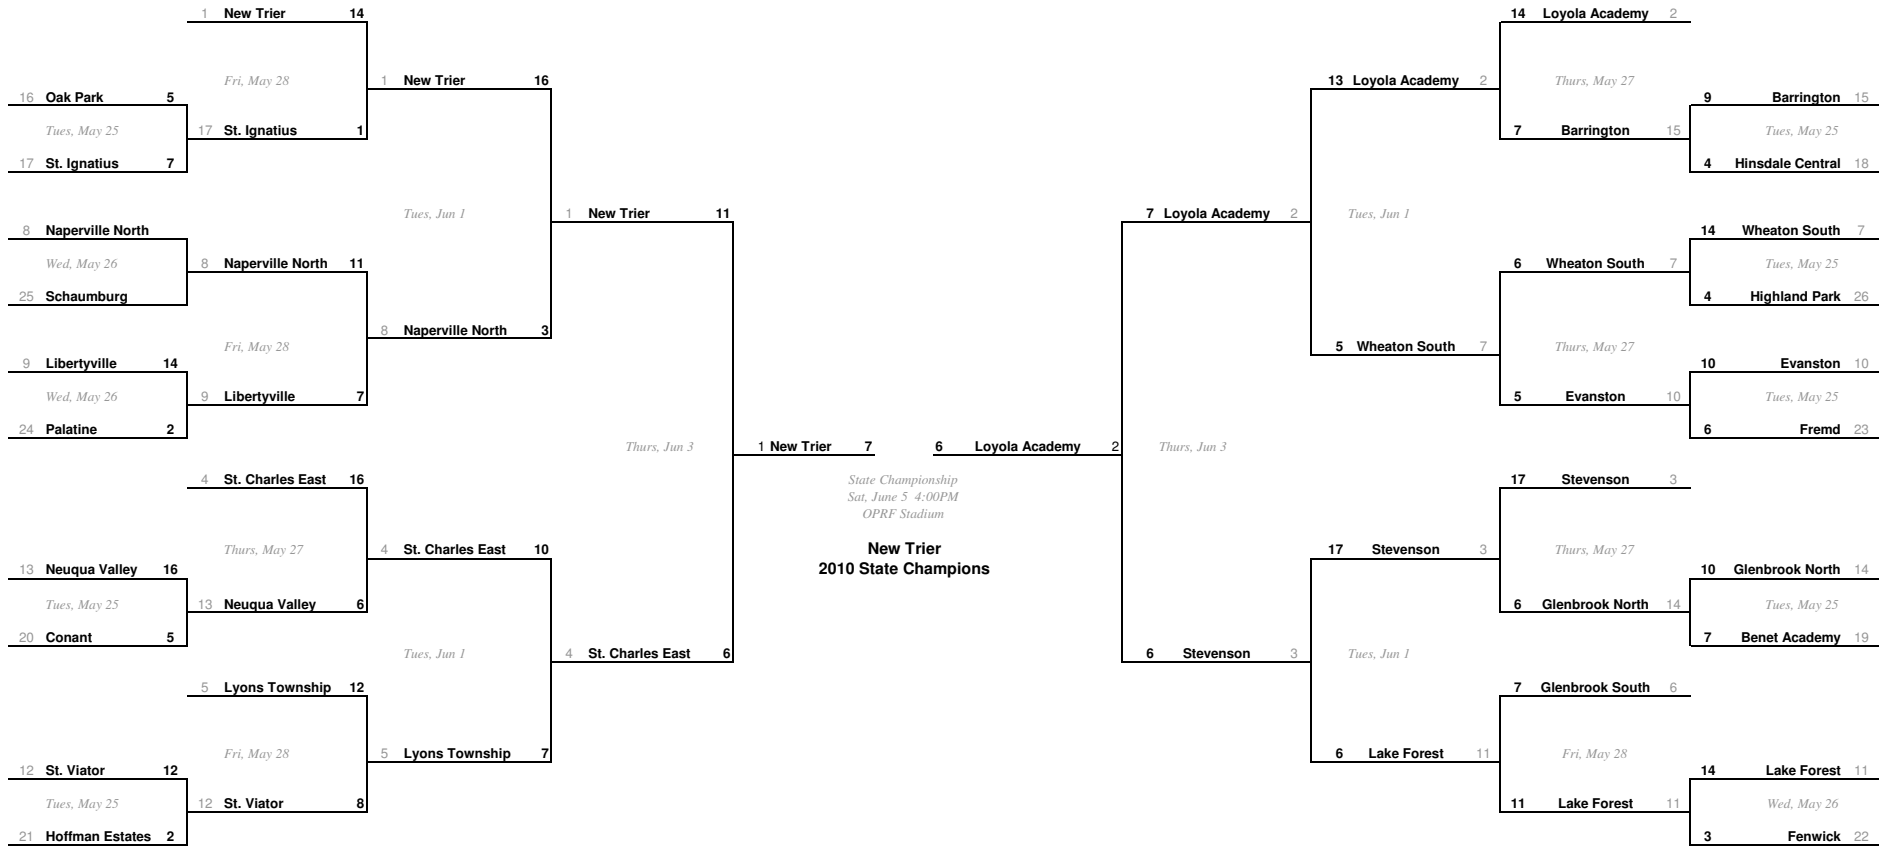 1 New Trier 14
14 Loyola Academy 2
Fri, May 28
1 New Trier 16
13 Loyola Academy 2
Thurs, May 27
16 Oak Park 5
9 Barrington 15
Tues, May 25
17 St. Ignatius 1
7 Barrington 15
Tues, May 25
17 St. Ignatius 7
4 Hinsdale Central 18
Tues, Jun 1
1 New Trier 11
7 Loyola Academy 2
Tues, Jun 1
8 Naperville North
14 Wheaton South 7
Wed, May 26
8 Naperville North 11
6 Wheaton South 7
Tues, May 25
25 Schaumburg
4 Highland Park 26
8 Naperville North 3
Fri, May 28
5 Wheaton South 7
Thurs, May 27
9 Libertyville 14
10 Evanston 10
Wed, May 26
9 Libertyville 7
5 Evanston 10
Tues, May 25
24 Palatine 2
6 Fremd 23
Thurs, Jun 3
1 New Trier 7
6 Loyola Academy 2
Thurs, Jun 3
4 St. Charles East 16
State Championship
Sat, June 5 4:00PM
OPRF Stadium
17 Stevenson 3
Thurs, May 27
4 St. Charles East 10
New Trier
2010 State Champions
17 Stevenson 3
Thurs, May 27
13 Neuqua Valley 16
10 Glenbrook North 14
Tues, May 25
13 Neuqua Valley 6
6 Glenbrook North 14
Tues, May 25
20 Conant 5
7 Benet Academy 19
Tues, Jun 1
4 St. Charles East 6
6 Stevenson 3
Tues, Jun 1
5 Lyons Township 12
7 Glenbrook South 6
Fri, May 28
5 Lyons Township 7
6 Lake Forest 11
Fri, May 28
12 St. Viator 12
14 Lake Forest 11
Tues, May 25
12 St. Viator 8
11 Lake Forest 11
Wed, May 26
21 Hoffman Estates 2
3 Fenwick 22